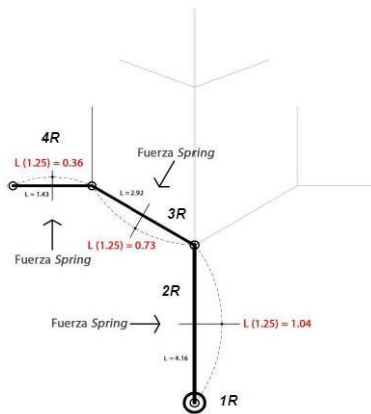 4R
L (1.25) = 0.36
Fuerza Spring
L = 1.43
L = 2.92
3R
Fuerza Spring
L (1.25) = 0.73
2R
Fuerza Spring
L (1.25) = 1.04
L = 4.16
1R